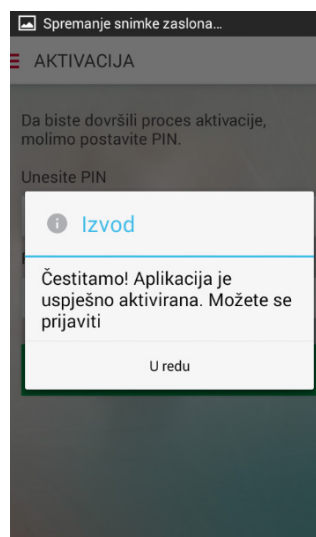 Spremanje snimke zaslona...
AKTIVACIJA
Da biste dovršili proces aktivacije,
molimo postavite PIN.
Unesite PIN
Izvod
Čestitamo! Aplikacija je
uspješno aktivirana. Možete se
prijaviti
U redu